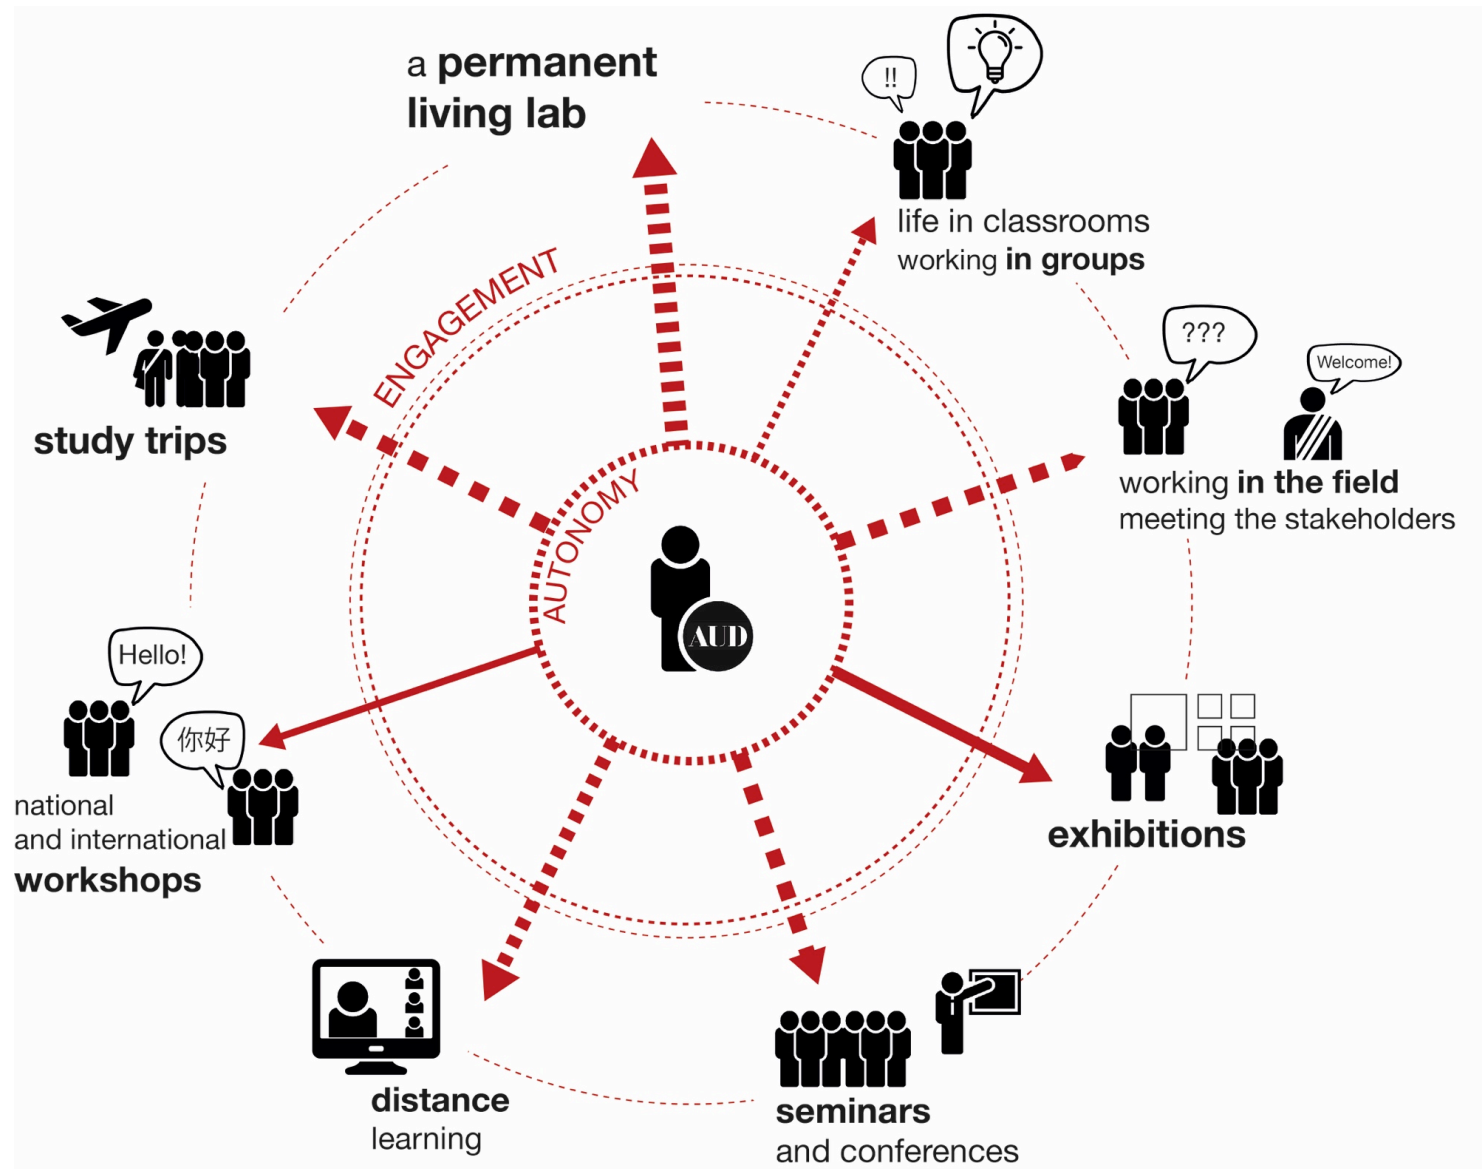 a permanent
living lab
!!
life in classrooms
working in groups
???
Welcome!
working in the field
meeting the stakeholders
ENGAGEMENT
study trips
AUTONOMY
AUD
Hello!
你好
national
and international
workshops
exhibitions
distance
learning
seminars
and conferences